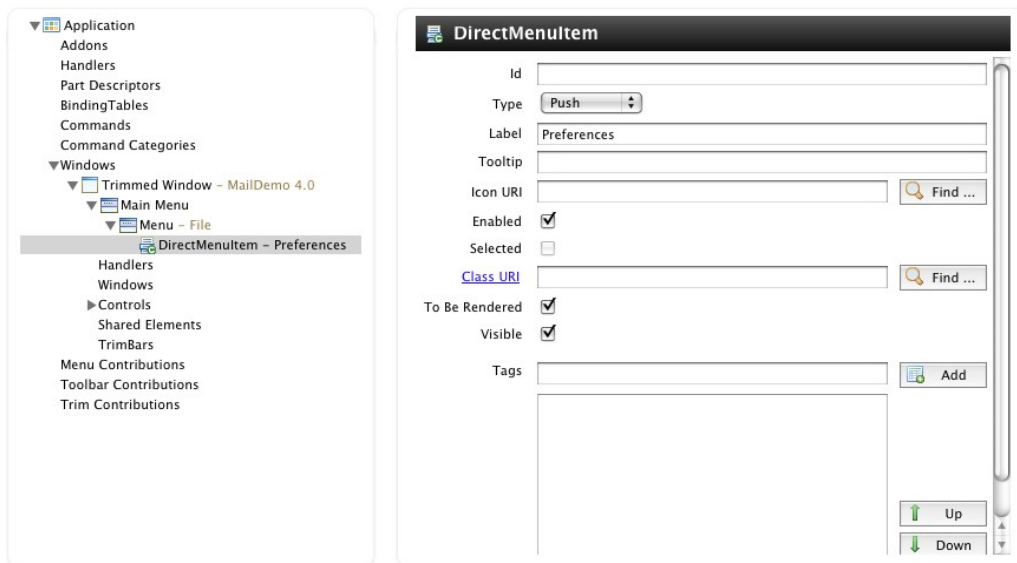 Application
Addons
Handlers
Part Descriptors
BindingTables
Commands
Command Categories
Windows
Trimmed Window – MailDemo 4.0
Main Menu
Menu – File
DirectMenuItem – Preferences
Handlers
Windows
Controls
Shared Elements
TrimBars
Menu Contributions
Toolbar Contributions
Trim Contributions
DirectMenuItem
Id
Type Push
Label Preferences
Tooltip
Icon URI Find ...
Enabled
Selected
Class URI Find ...
To Be Rendered
Visible
Tags Add
Up
Down